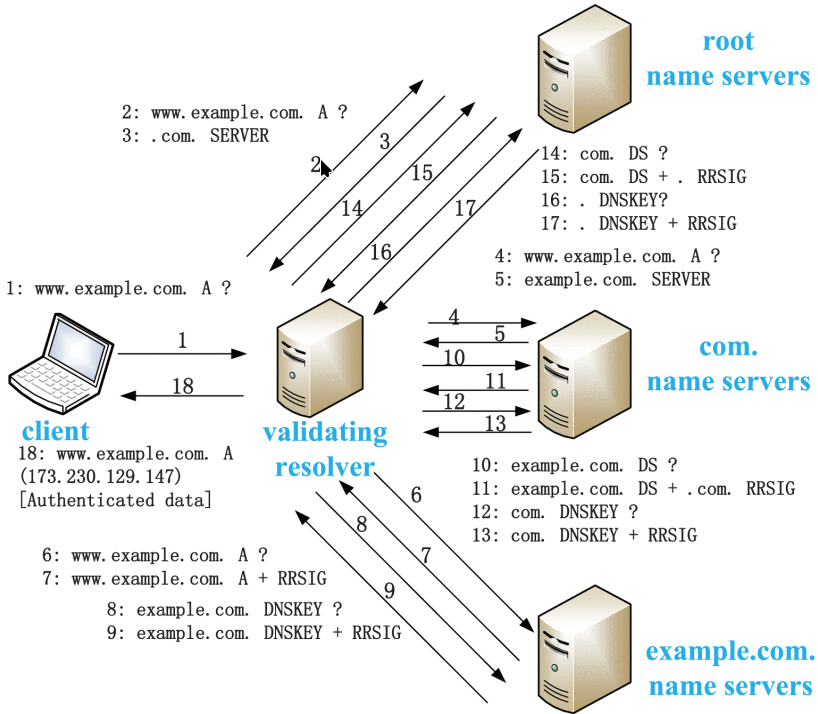 root
name servers
2: www.example.com. A ?
3: .com. SERVER
2
3
14
15
16
17
14: com. DS ?
15: com. DS + . RRSIG
16: . DNSKEY?
17: . DNSKEY + RRSIG
4: www.example.com. A ?
5: example.com. SERVER
1: www.example.com. A ?
1
18
4
5
10
11
12
13
com.
name servers
client
validating
resolver
18: www.example.com. A
(173.230.129.147)
[Authenticated data]
10: example.com. DS ?
11: example.com. DS + .com. RRSIG
12: com. DNSKEY ?
13: com. DNSKEY + RRSIG
6
8
7
9
6: www.example.com. A ?
7: www.example.com. A + RRSIG
8: example.com. DNSKEY ?
9: example.com. DNSKEY + RRSIG
example.com.
name servers